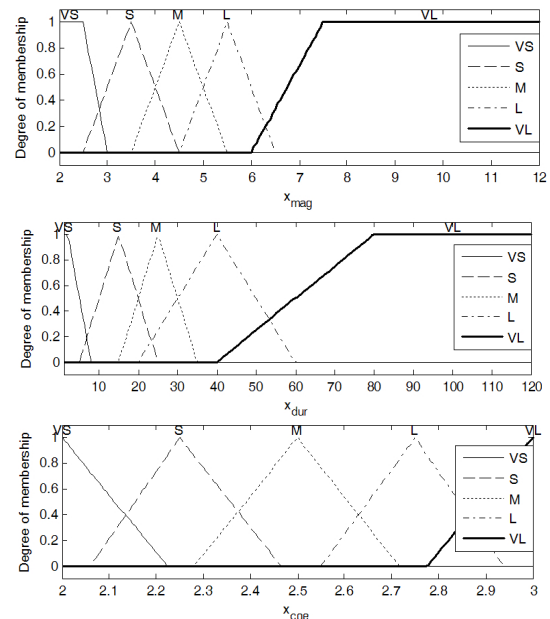 VS S M L VL
Degree of membership
1
0.8
0.6
0.4
0.2
0
VS
S
M
L
VL
2 3 4 5 6 7 8 9 10 11 12
x_mag
VS S M L VL
Degree of membership
1
0.8
0.6
0.4
0.2
0
VS
S
M
L
VL
10 20 30 40 50 60 70 80 90 100 110 120
x_dur
VS S M L VL
Degree of membership
1
0.8
0.6
0.4
0.2
0
VS
S
M
L
VL
2 2.1 2.2 2.3 2.4 2.5 2.6 2.7 2.8 2.9 3
x_coe